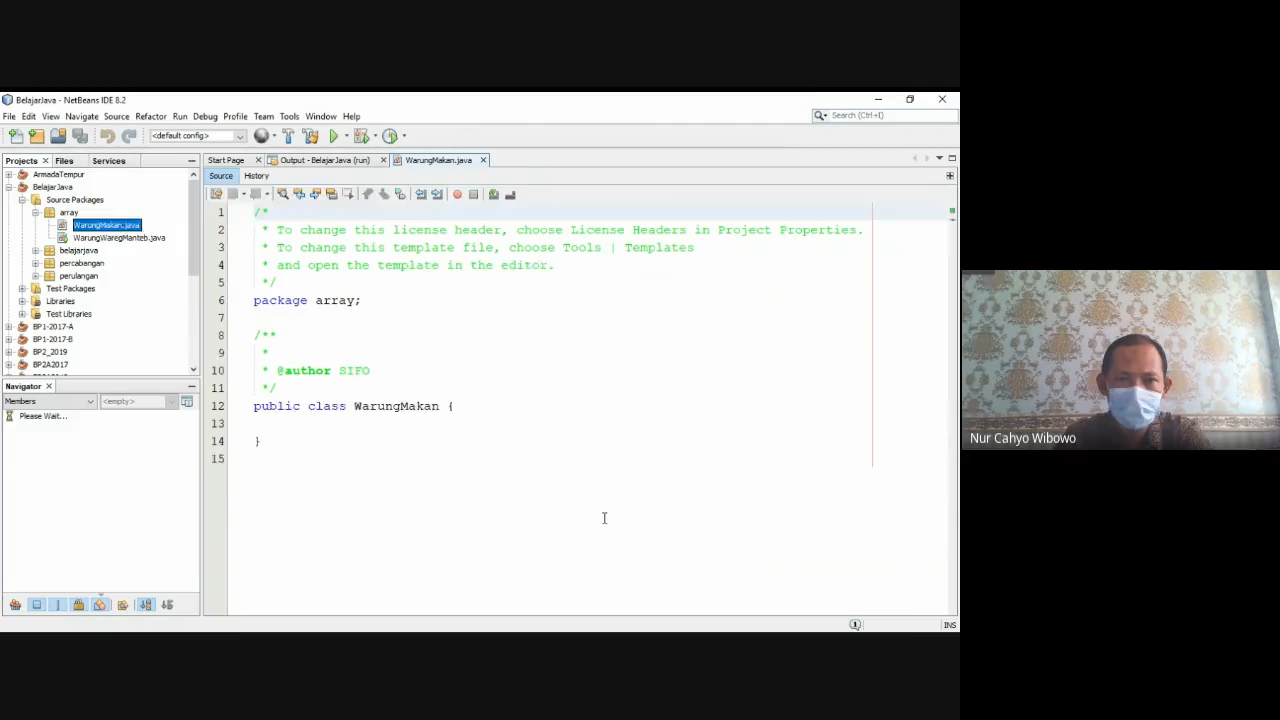 BelajarJava - NetBeans IDE 8.2
File Edit View Navigate Source Refactor Run Debug Profile Team Tools Window Help
Search (Ctrl+I)
<default config>
Projects Files Services
Start Page Output - BelajarJava (run) WarungMakan.java
Source History
ArmadaTempur
BelajarJava
Source Packages
array
WarungMakan.java
WarungWaregManteb.java
belajarjava
percabangan
perulangan
Test Packages
Libraries
Test Libraries
BP1-2017-A
BP1-2017-B
BP2_2019
BP2A2017
Navigator
Members <empty>
Please Wait...
1 /*
2 * To change this license header, choose License Headers in Project Properties.
3 * To change this template file, choose Tools | Templates
4 * and open the template in the editor.
5 */
6 package array;
7
8 /**
9 *
10 * @author SIFO
11 */
12 public class WarungMakan {
13
14 }
15
INS
Nur Cahyo Wibowo